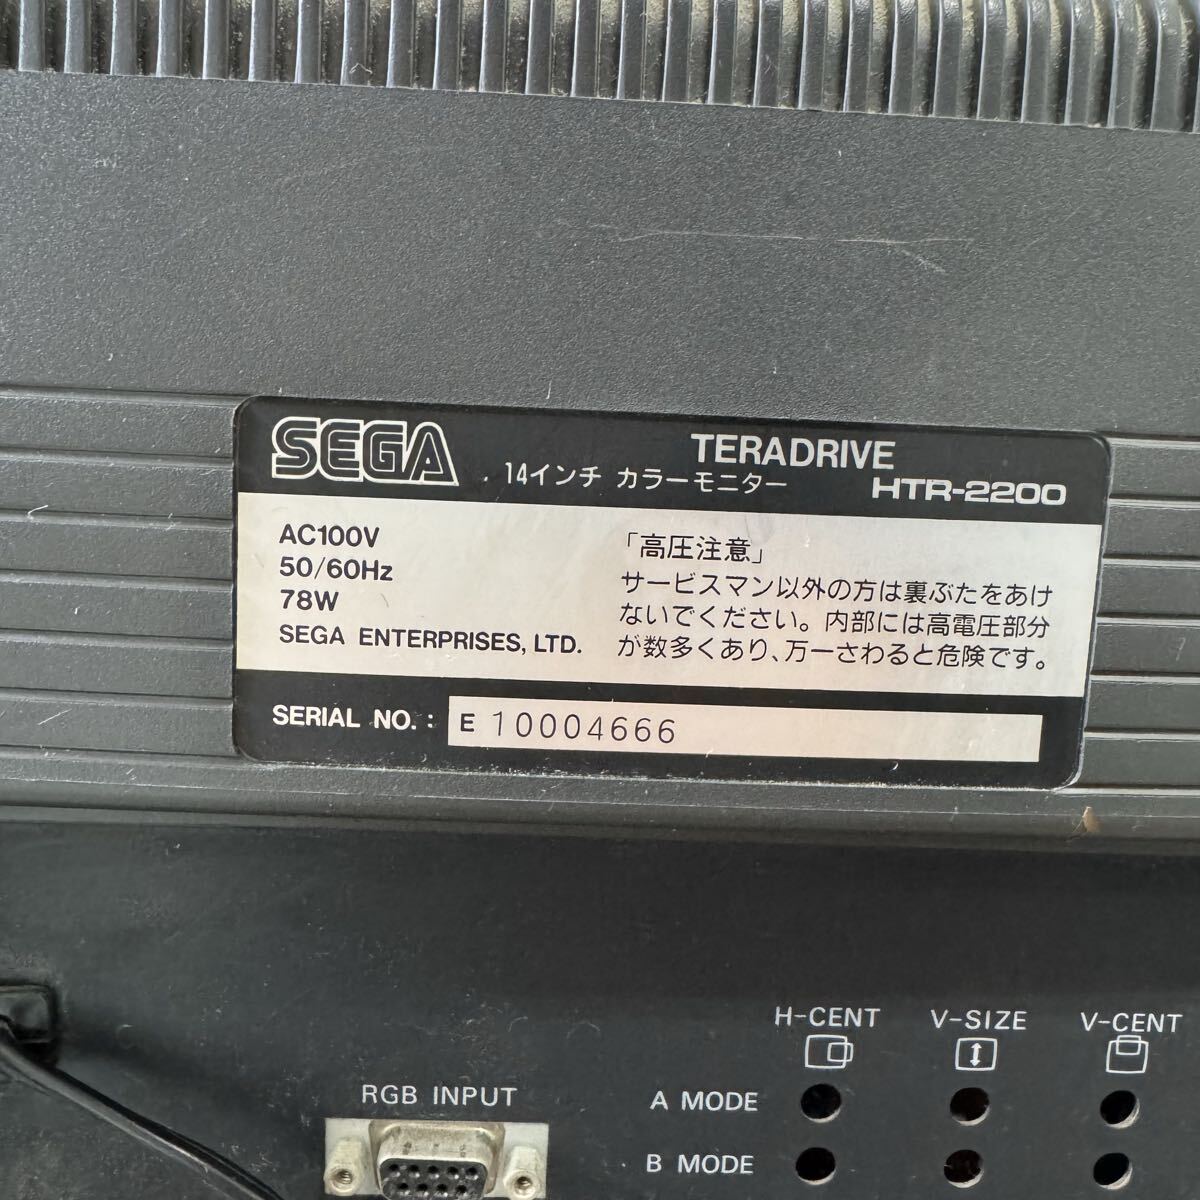 SEGA
TERADRIVE
14インチ カラーモニター
HTR-2200
AC100V
50/60Hz
78W
SEGA ENTERPRISES, LTD.
「高圧注意」
サービスマン以外の方は裏ぶたをあけ
ないでください。内部には高電圧部分
が数多くあり、万一さわると危険です。
SERIAL NO.: E 10004666
H-CENT V-SIZE V-CENT
RGB INPUT
A MODE
B MODE